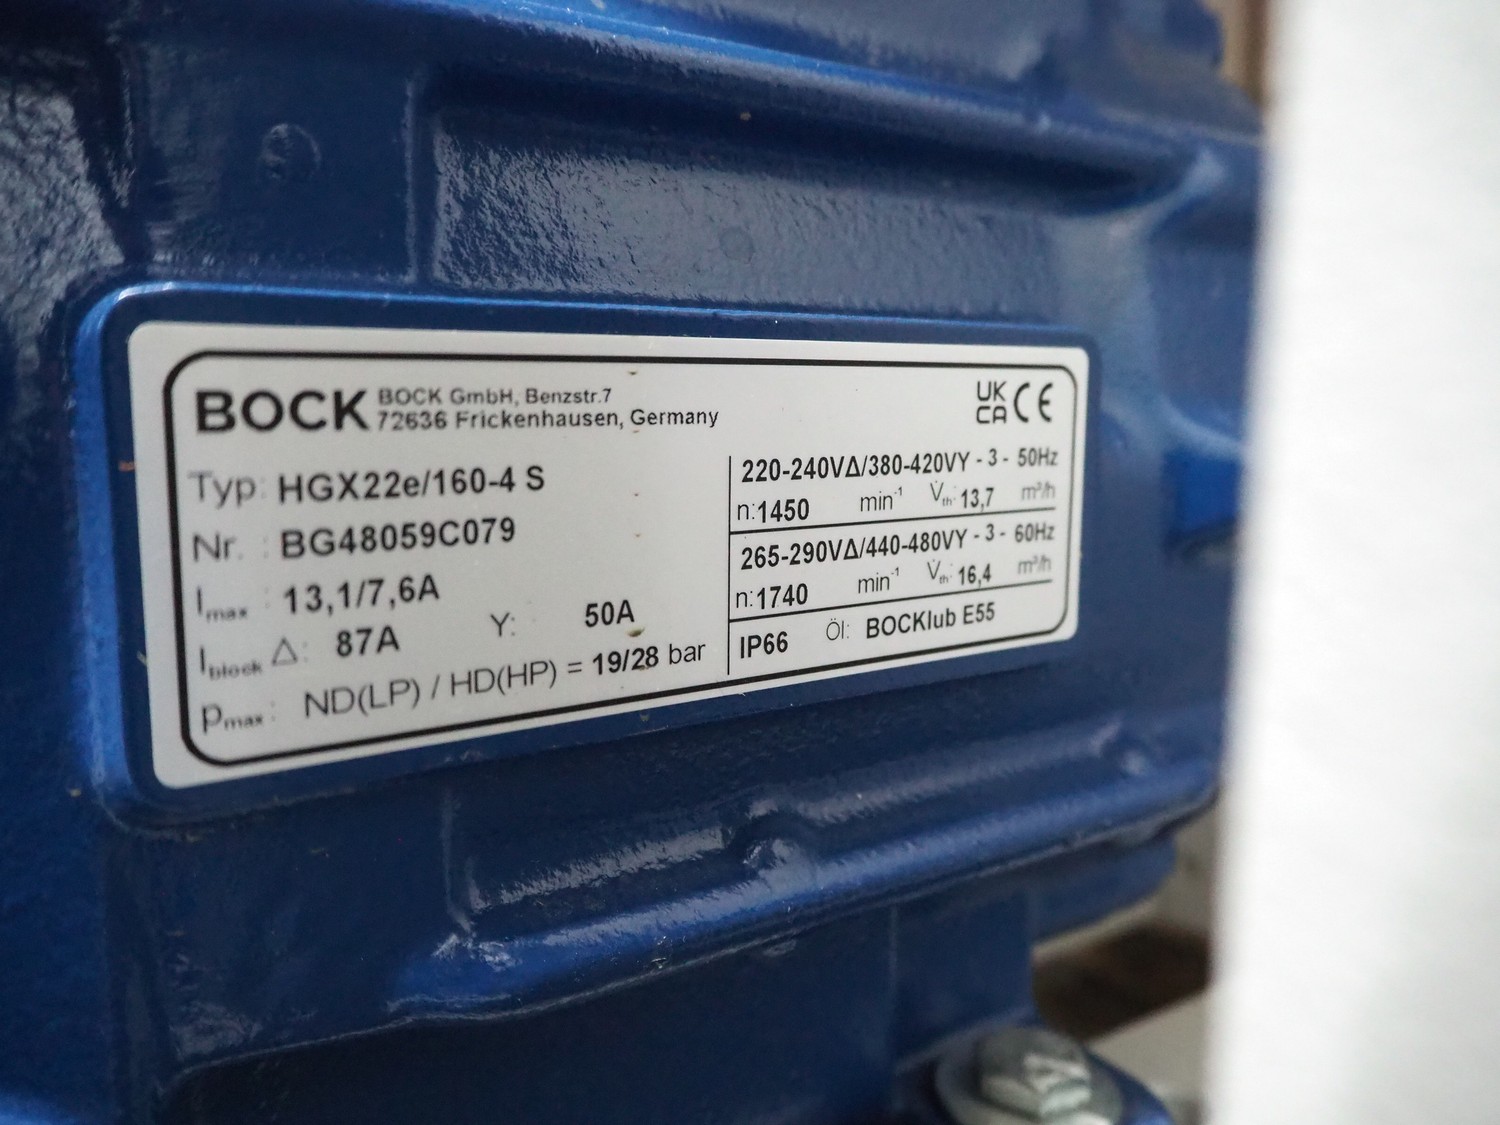 BOCK BOCK GmbH, Benzstr.7
72636 Frickenhausen, Germany
UK
CA CE
Typ: HGX22e/160-4 S
Nr. : BG48059C079
Imax : 13,1/7,6A
Iblock Δ: 87A Y: 50A
pmax: ND(LP) / HD(HP) = 19/28 bar
220-240VΔ/380-420VY - 3 - 50Hz
n:1450 min⁻¹ V̇th: 13,7 m³/h
265-290VΔ/440-480VY - 3 - 60Hz
n:1740 min⁻¹ V̇th: 16,4 m³/h
IP66 Öl: BOCKlub E55